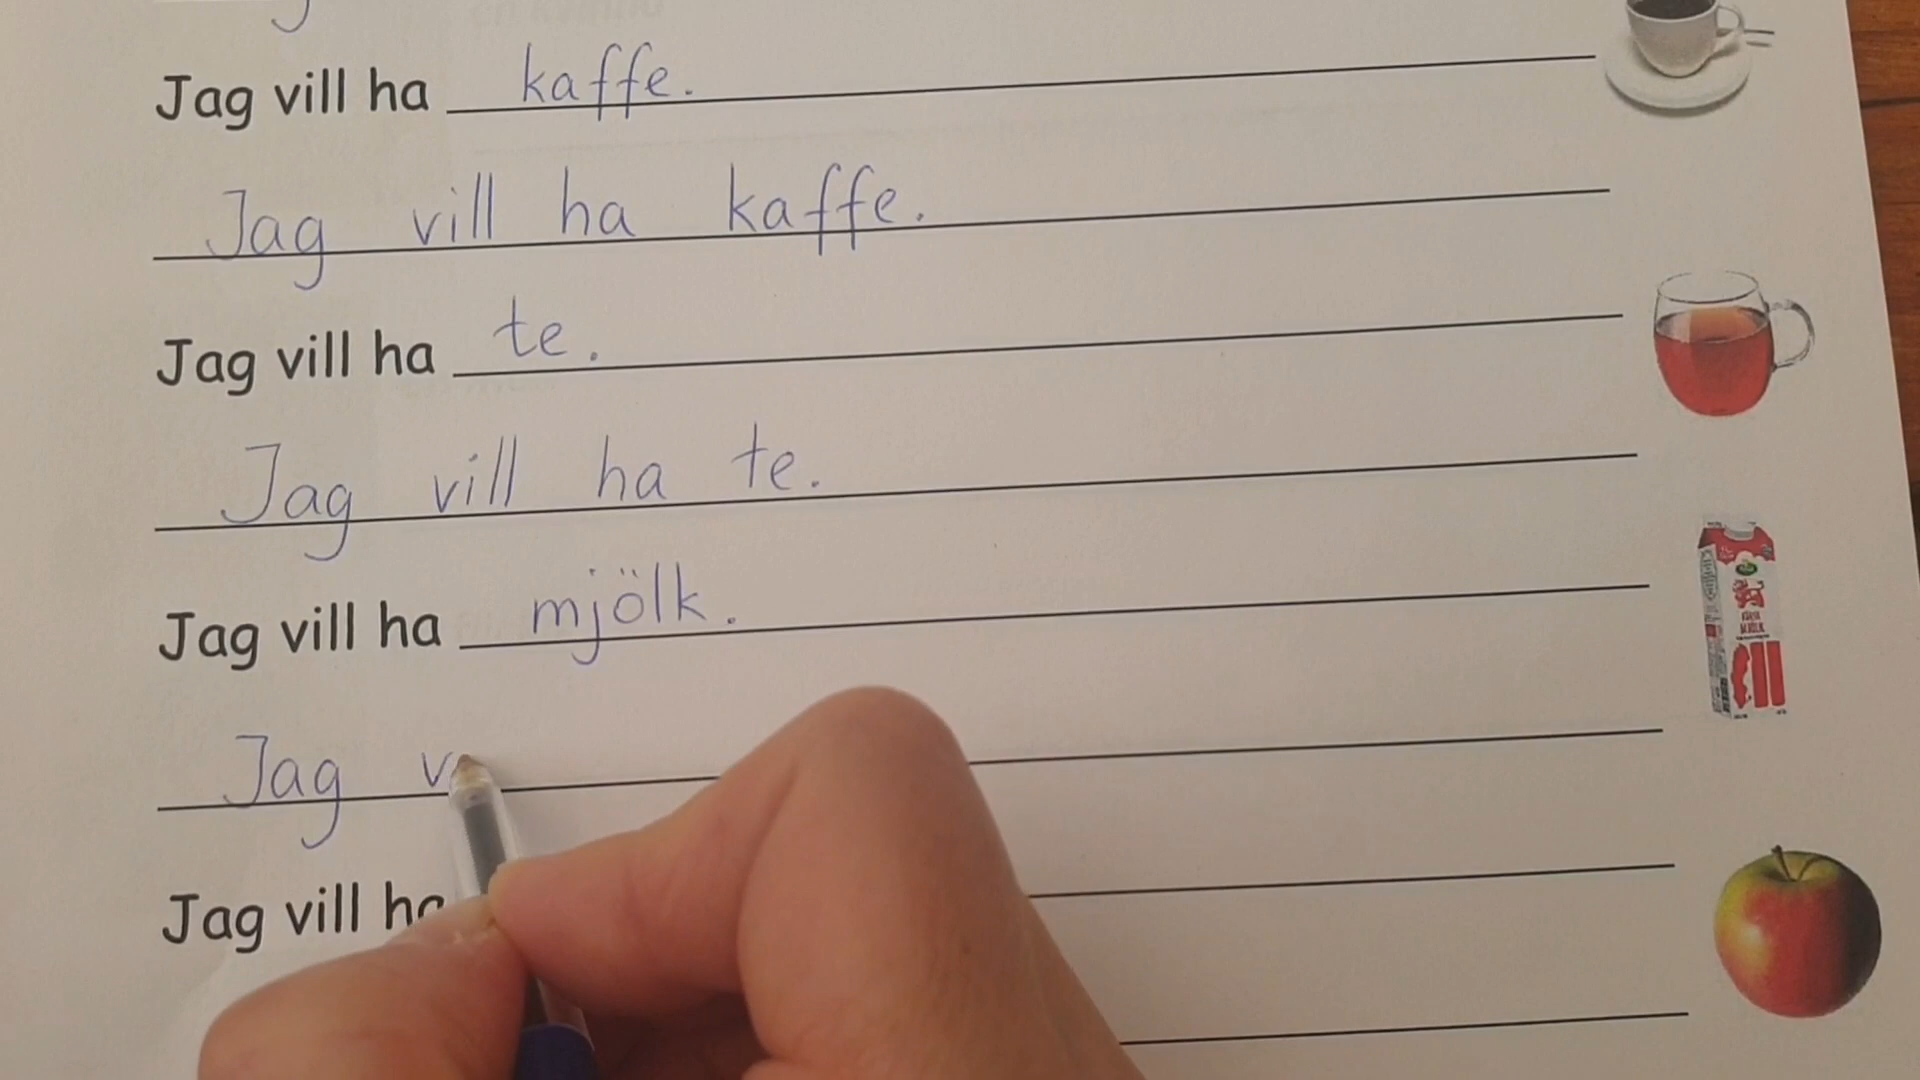 Jag vill ha kaffe.
Jag vill ha kaffe.
Jag vill ha te.
Jag vill ha te.
Jag vill ha mjölk.
Jag v
Jag vill ha